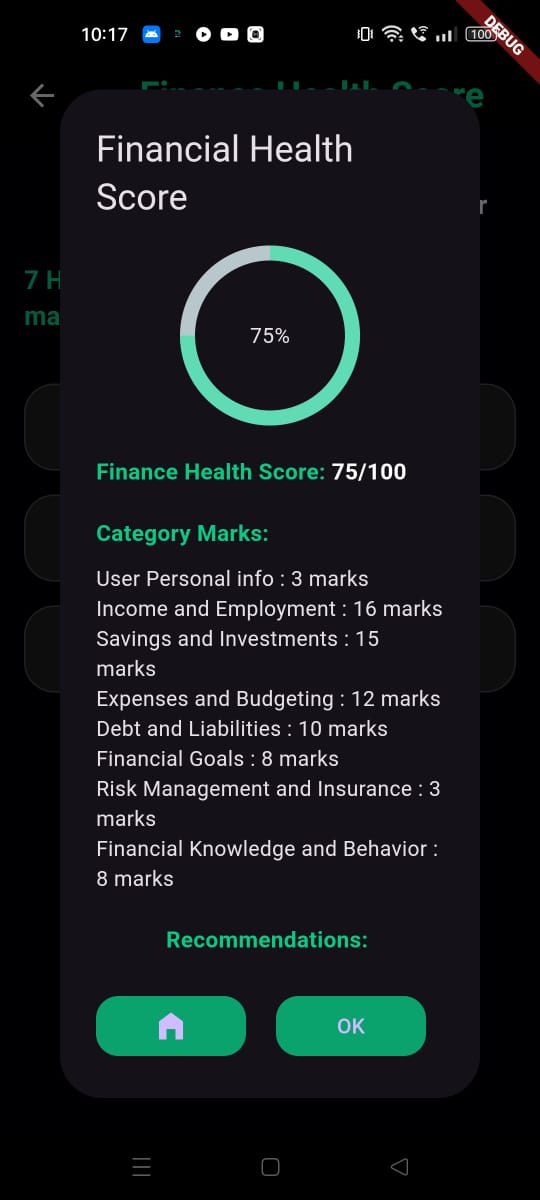 10:17
100
DEBUG
Finance Health Score
r
7 H
ma
Financial Health
Score
75%
Finance Health Score: 75/100
Category Marks:
User Personal info : 3 marks
Income and Employment : 16 marks
Savings and Investments : 15
marks
Expenses and Budgeting : 12 marks
Debt and Liabilities : 10 marks
Financial Goals : 8 marks
Risk Management and Insurance : 3
marks
Financial Knowledge and Behavior :
8 marks
Recommendations:
OK